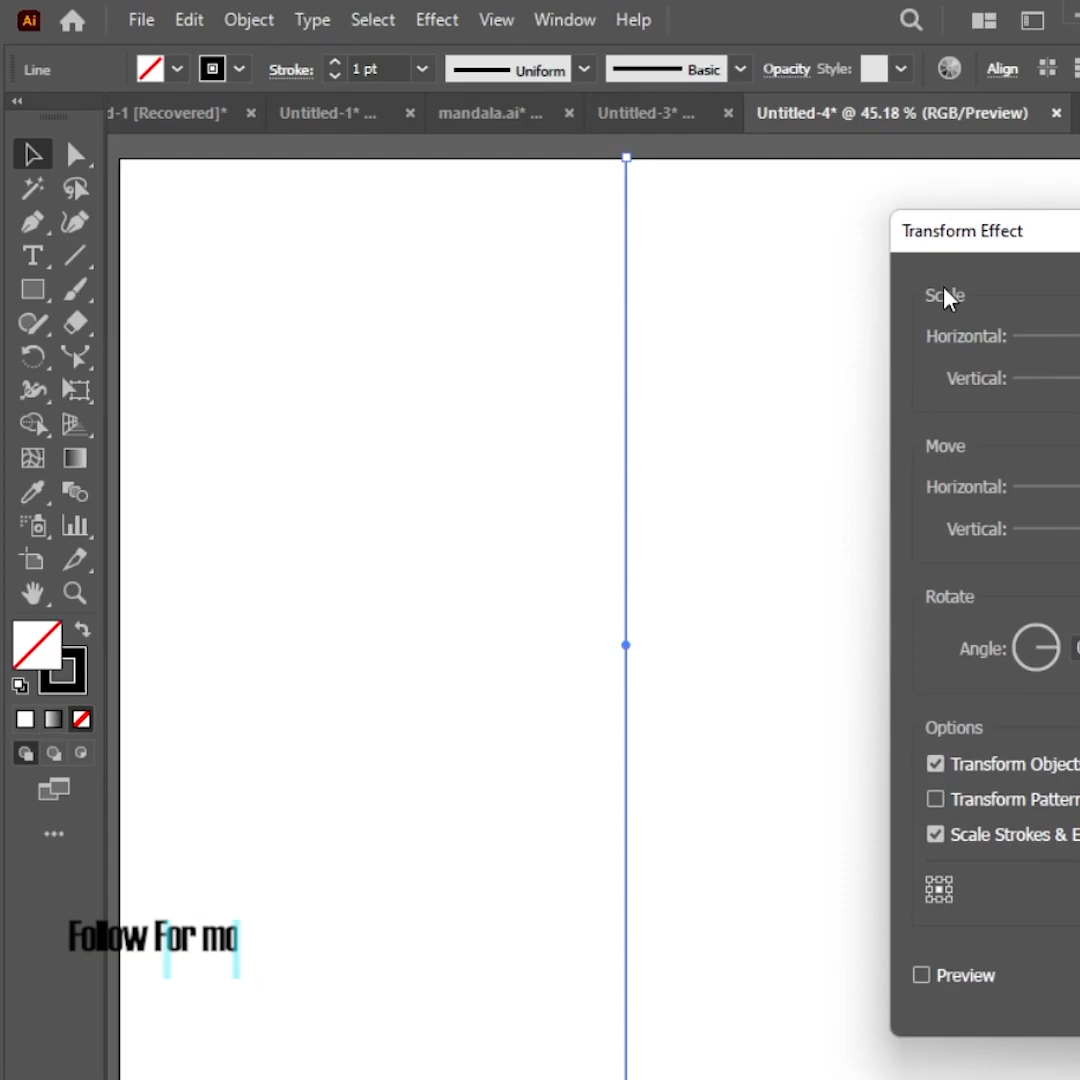 Ai File Edit Object Type Select Effect View Window Help
Line Stroke: 1 pt Uniform Basic Opacity Style: Align
d-1 [Recovered]* × Untitled-1* ... × mandala.ai* ... × Untitled-3* ... × Untitled-4* @ 45.18 % (RGB/Preview) ×
Transform Effect
Scale
Horizontal:
Vertical:
Move
Horizontal:
Vertical:
Rotate
Angle:
Options
Transform Objects
Transform Pattern
Scale Strokes & E
Preview
Follow For mo